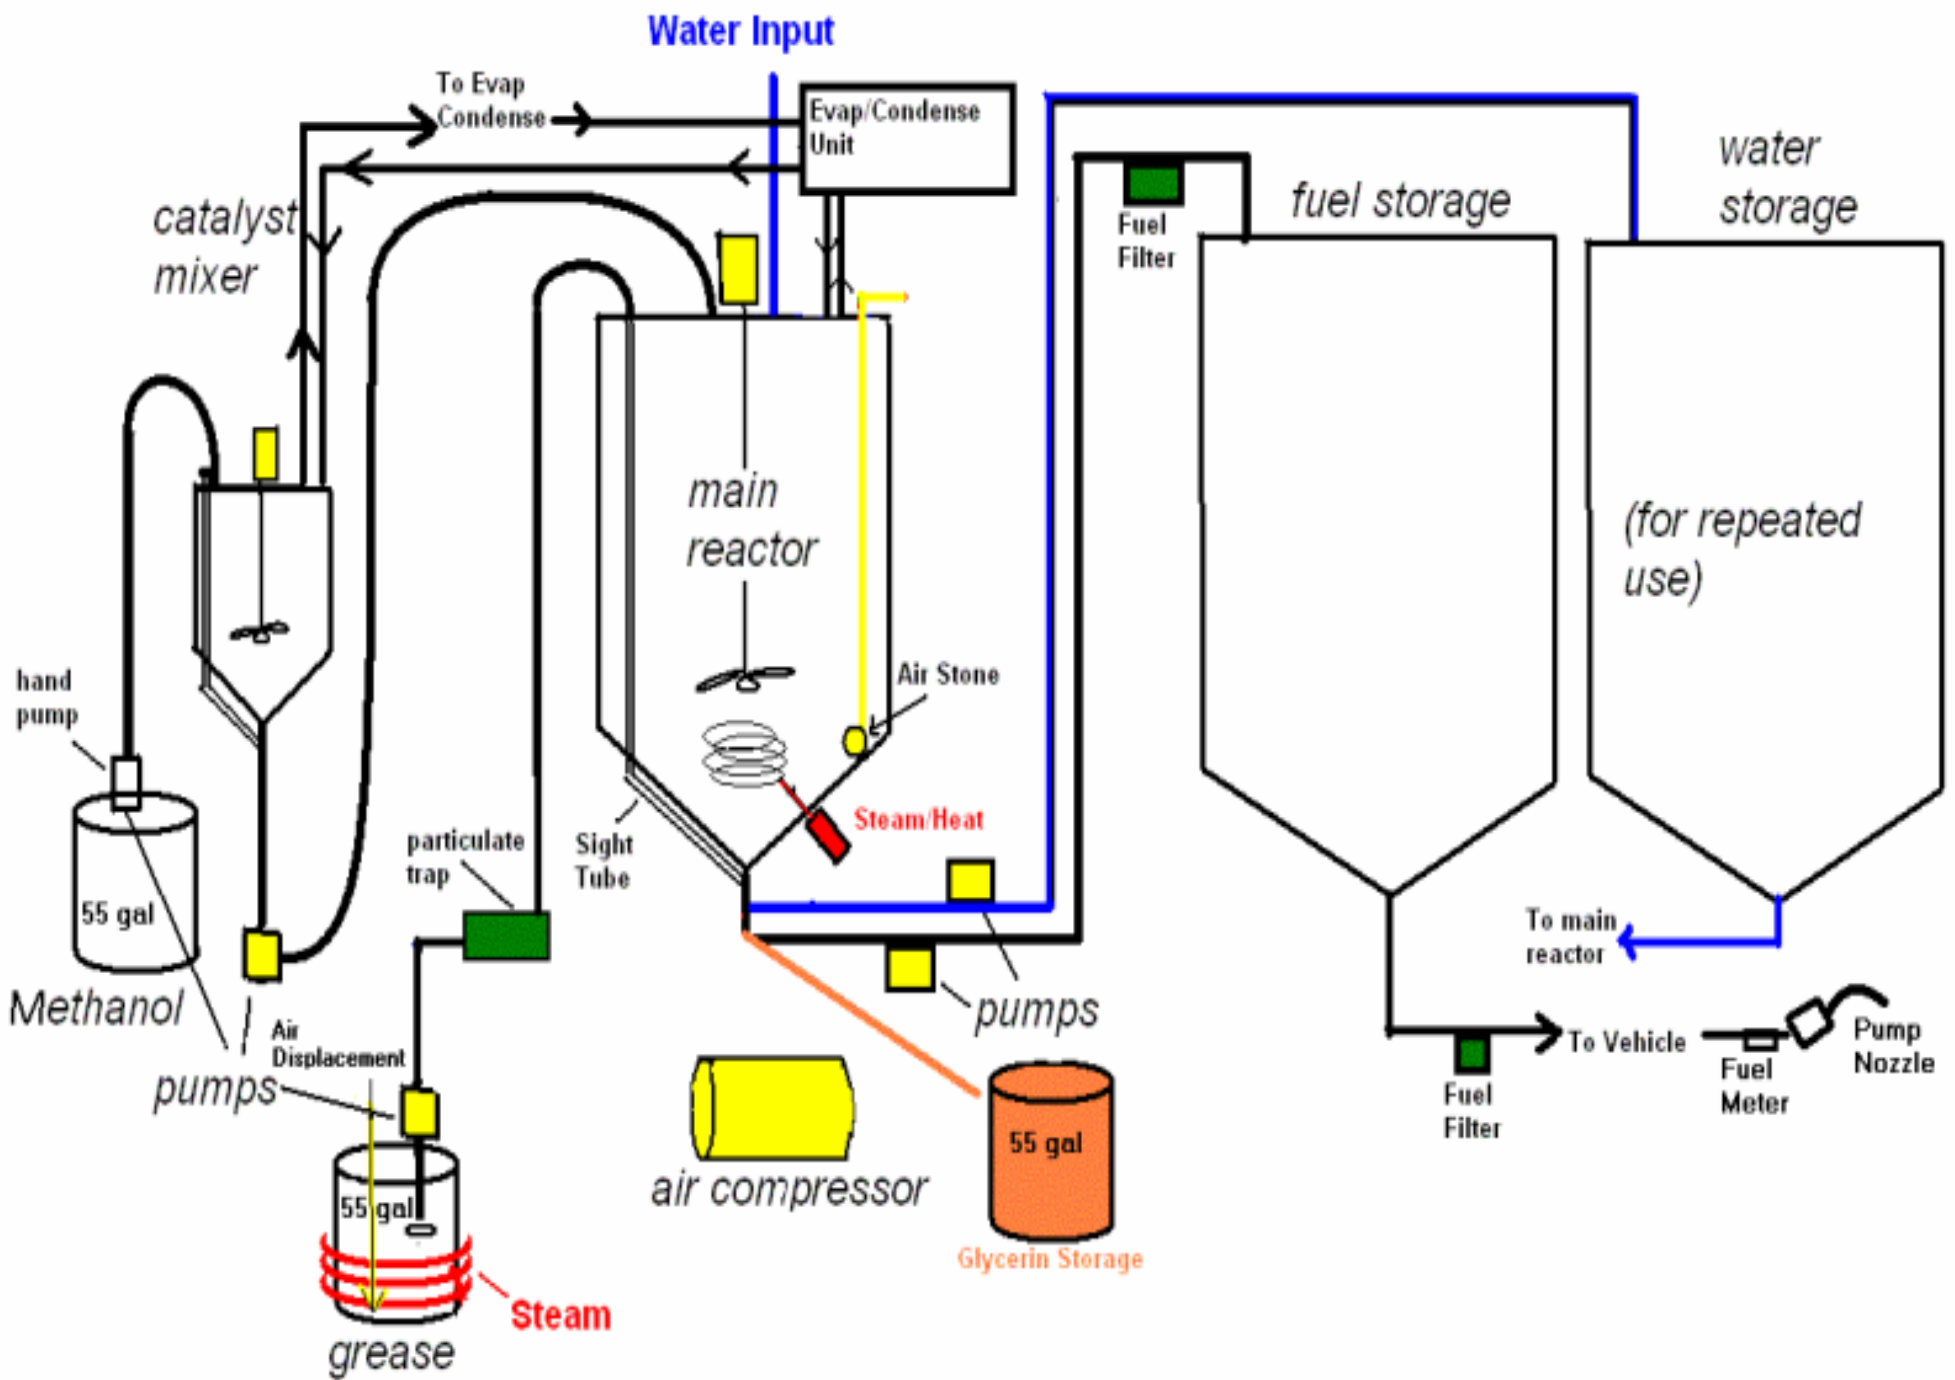 Water Input
To Evap
Condense
Evap/Condense
Unit
water
storage
fuel storage
Fuel
Filter
catalyst
mixer
main
reactor
(for repeated
use)
hand
pump
Air Stone
Steam/Heat
particulate
trap
Sight
Tube
55 gal
Methanol
To main
reactor
pumps
Air
Displacement
pumps
To Vehicle
Pump
Nozzle
Fuel
Meter
Fuel
Filter
55 gal
55 gal
air compressor
Glycerin Storage
Steam
grease